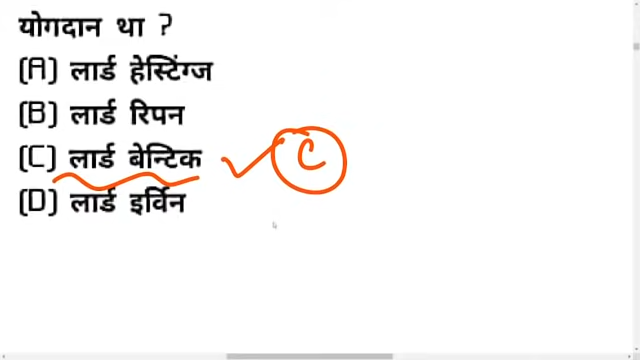 योगदान था ?
(A) लार्ड हेस्टिंग्ज
(B) लार्ड रिपन
(C) लार्ड बेन्टिक C
(D) लार्ड इर्विन